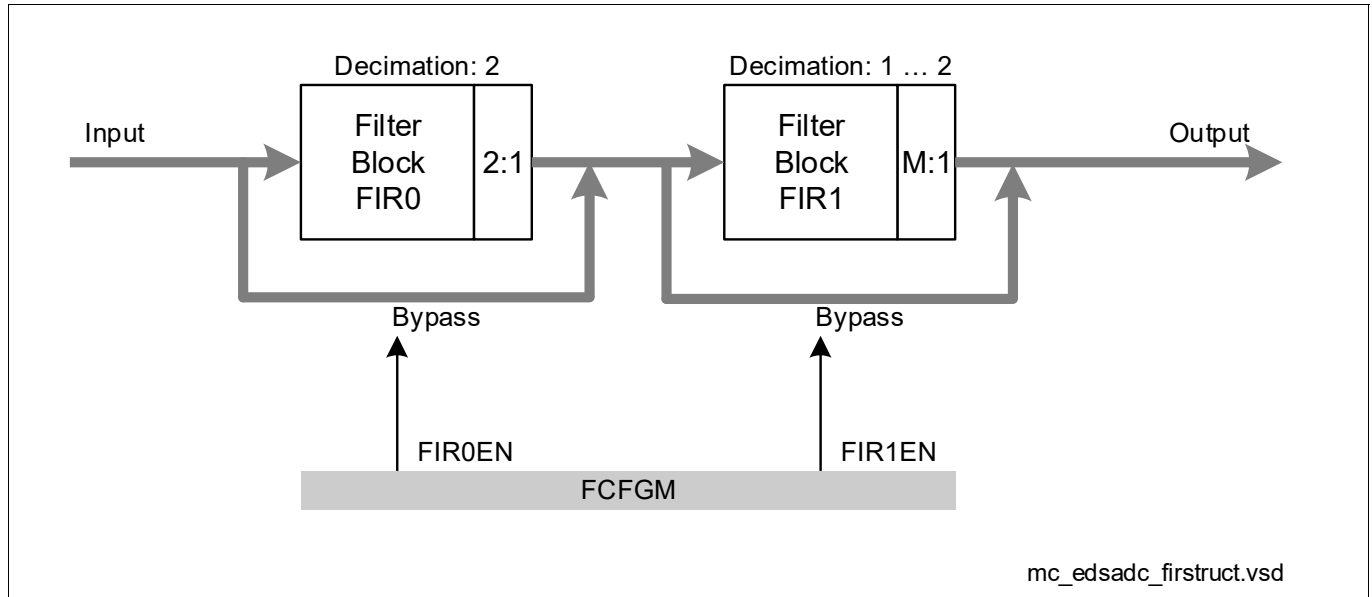 Decimation: 2
Decimation: 1 … 2
Input
Filter
Block
FIR0
2:1
Filter
Block
FIR1
M:1
Output
Bypass
Bypass
FIR0EN
FIR1EN
FCFGM
mc_edsadc_firstruct.vsd